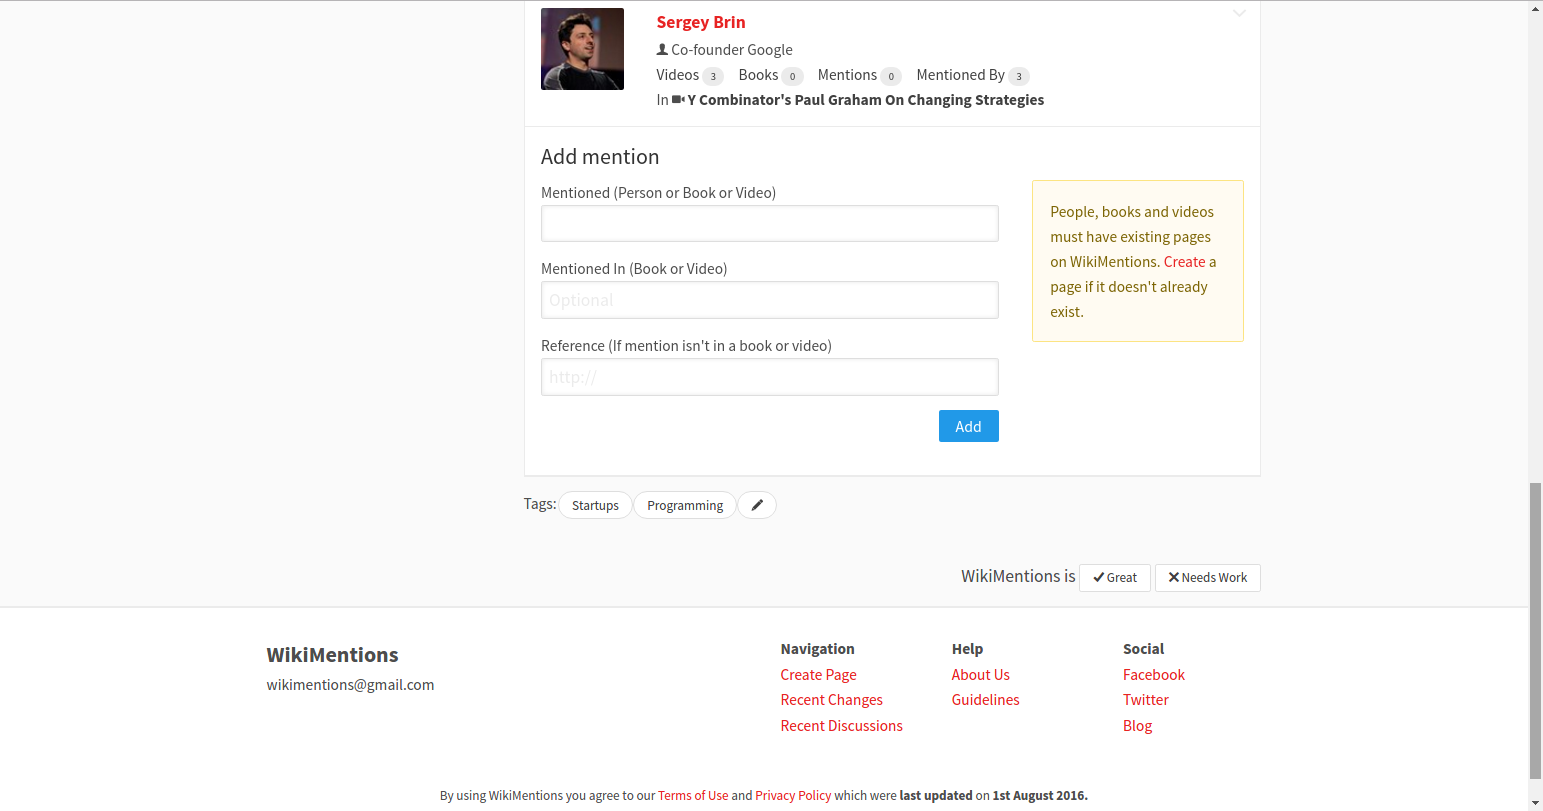 Sergey Brin
Co-founder Google
Videos 3 Books 0 Mentions 0 Mentioned By 3
In Y Combinator's Paul Graham On Changing Strategies
Add mention
Mentioned (Person or Book or Video)
Mentioned In (Book or Video)
Optional
Reference (If mention isn't in a book or video)
http://
Add
People, books and videos
must have existing pages
on WikiMentions. Create a
page if it doesn't already
exist.
Tags: Startups Programming
WikiMentions is Great Needs Work
WikiMentions
wikimentions@gmail.com
Navigation
Create Page
Recent Changes
Recent Discussions
Help
About Us
Guidelines
Social
Facebook
Twitter
Blog
By using WikiMentions you agree to our Terms of Use and Privacy Policy which were last updated on 1st August 2016.